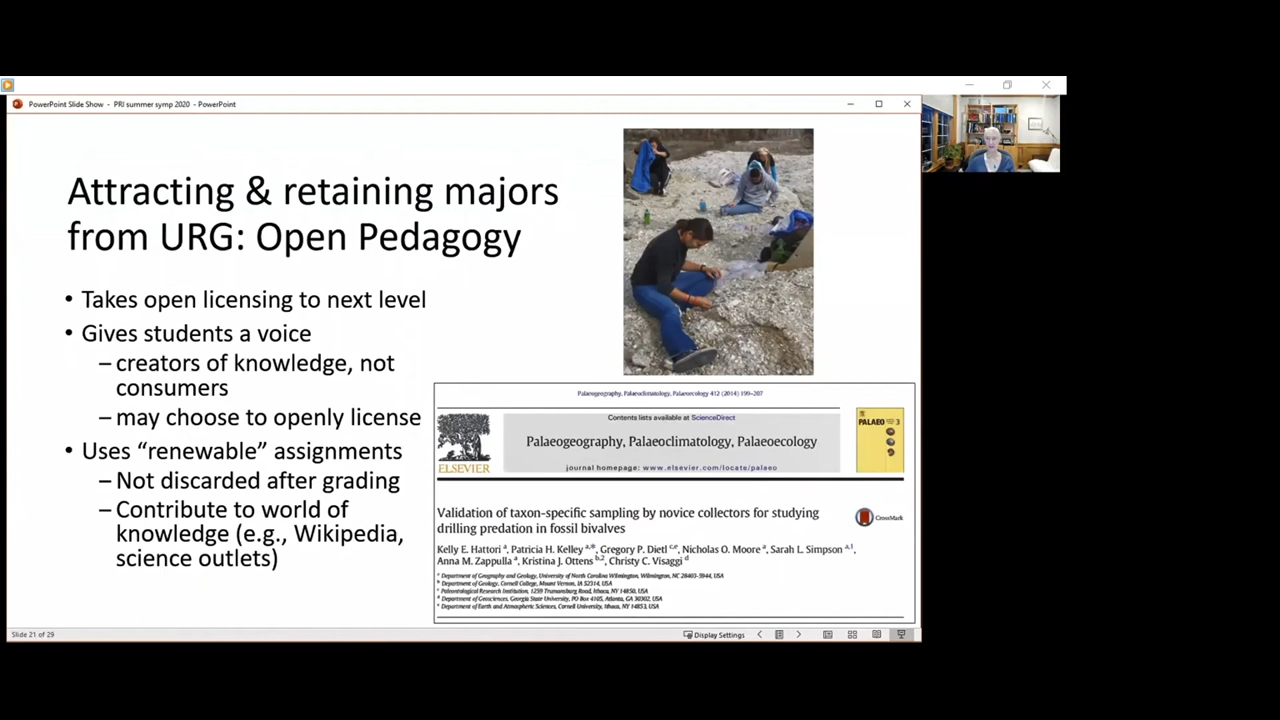 PowerPoint Slide Show - PRI summer symp 2020 - PowerPoint
Attracting & retaining majors
from URG: Open Pedagogy
• Takes open licensing to next level
• Gives students a voice
– creators of knowledge, not
consumers
– may choose to openly license
• Uses “renewable” assignments
– Not discarded after grading
– Contribute to world of
knowledge (e.g., Wikipedia,
science outlets)
Palaeogeography, Palaeoclimatology, Palaeoecology 412 (2014) 199–207
Contents lists available at ScienceDirect
Palaeogeography, Palaeoclimatology, Palaeoecology
journal homepage: www.elsevier.com/locate/palaeo
ELSEVIER
PALAEO 3
Validation of taxon-specific sampling by novice collectors for studying
drilling predation in fossil bivalves
CrossMark
Kelly E. Hattori a, Patricia H. Kelley a,*, Gregory P. Dietl c,e, Nicholas O. Moore a, Sarah L. Simpson a,1,
Anna M. Zappulla a, Kristina J. Ottens b,2, Christy C. Visaggi d
a Department of Geography and Geology, University of North Carolina Wilmington, Wilmington, NC 28403-5944, USA
b Department of Geology, Cornell College, Mount Vernon, IA 52314, USA
c Paleontological Research Institution, 1259 Trumansburg Road, Ithaca, NY 14850, USA
d Department of Geosciences, Georgia State University, PO Box 4105, Atlanta, GA 30302, USA
e Department of Earth and Atmospheric Sciences, Cornell University, Ithaca, NY 14853, USA
Slide 21 of 29
Display Settings